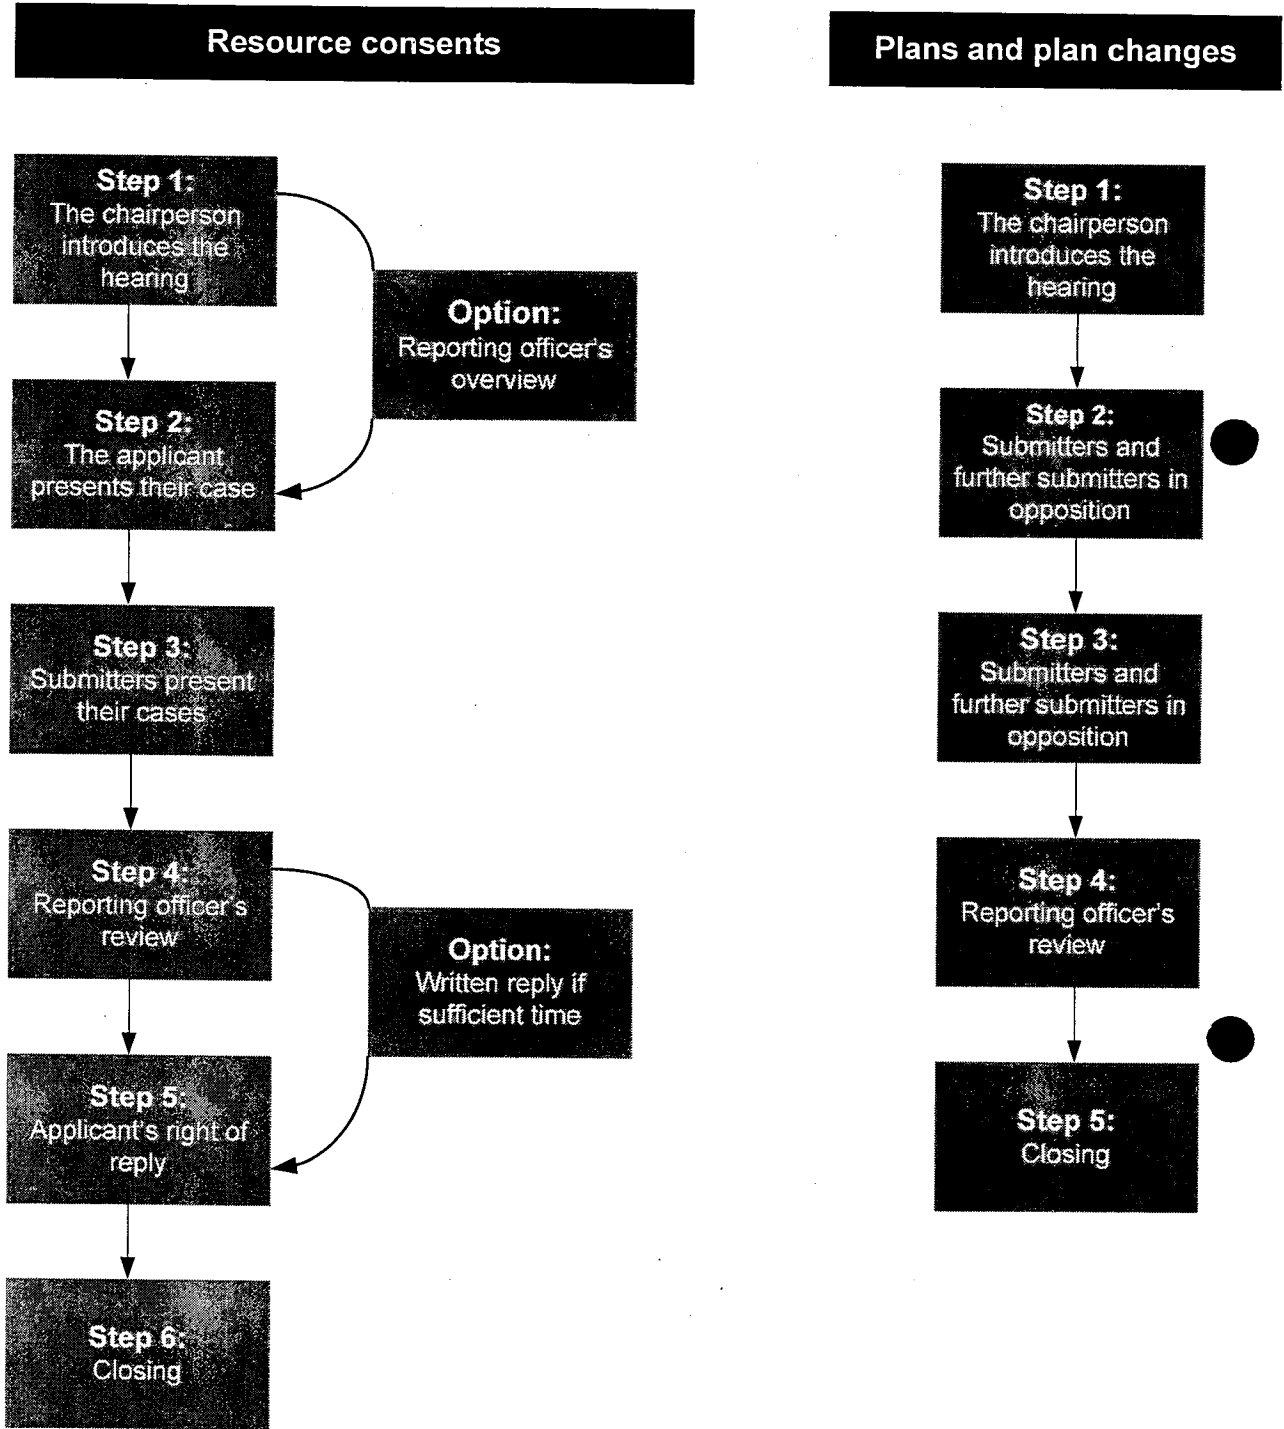 Resource consents
Step 1:
The chairperson
introduces the
hearing
Option:
Reporting officer's
overview
Step 2:
The applicant
presents their case
Step 3:
Submitters present
their cases
Step 4:
Reporting officer's
review
Option:
Written reply if
sufficient time
Step 5:
Applicant's right of
reply
Step 6:
Closing
Plans and plan changes
Step 1:
The chairperson
introduces the
hearing
Step 2:
Submitters and
further submitters in
opposition
Step 3:
Submitters and
further submitters in
opposition
Step 4:
Reporting officer's
review
Step 5:
Closing